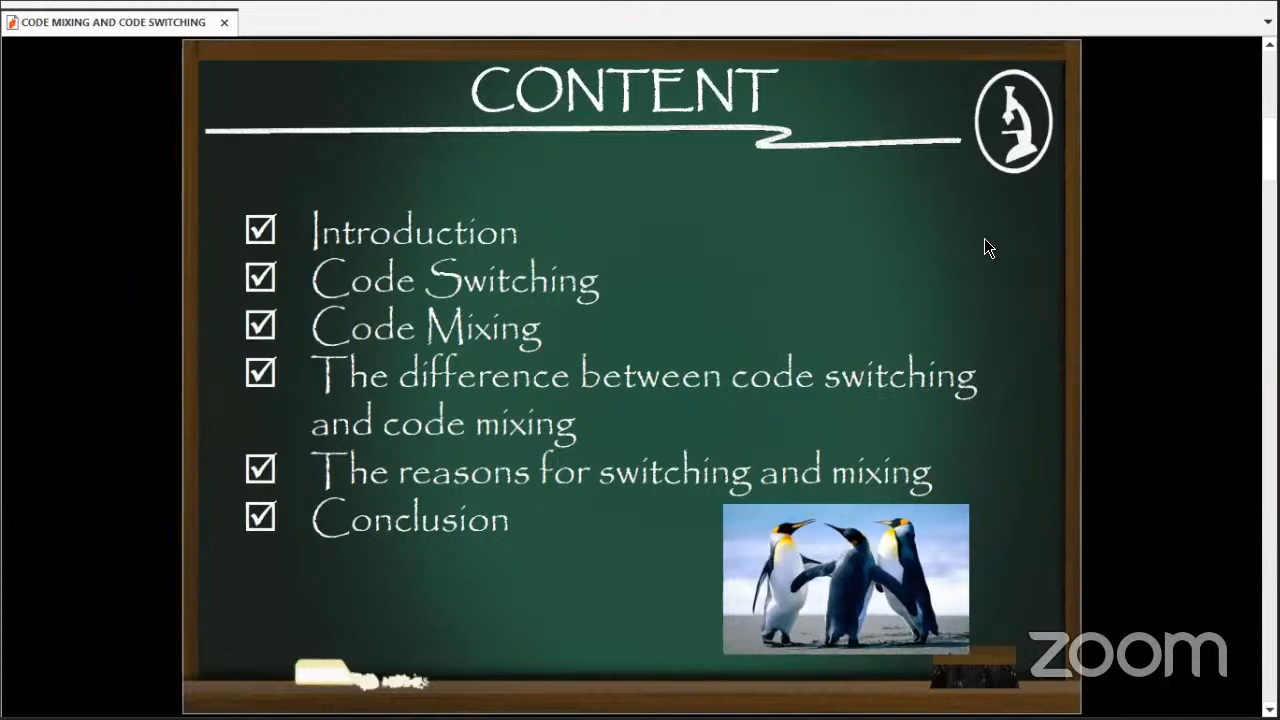 CODE MIXING AND CODE SWITCHING
CONTENT
Introduction
Code Switching
Code Mixing
The difference between code switching
and code mixing
The reasons for switching and mixing
Conclusion
zoom